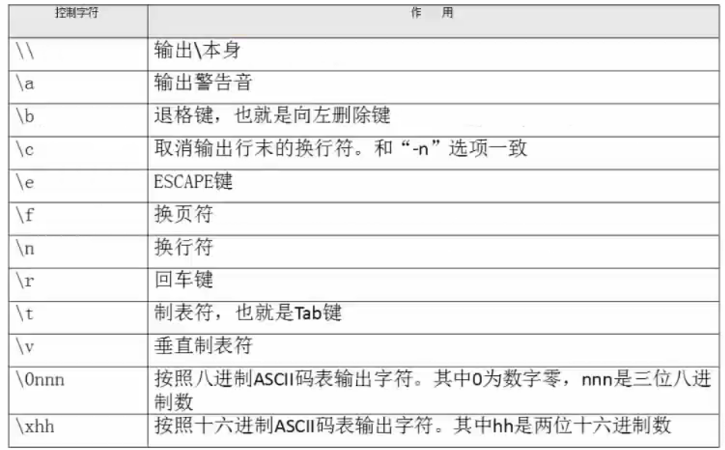 控制字符 作 用
\\ 输出\本身
\a 输出警告音
\b 退格键，也就是向左删除键
\c 取消输出行末的换行符。和“-n”选项一致
\e ESCAPE键
\f 换页符
\n 换行符
\r 回车键
\t 制表符，也就是Tab键
\v 垂直制表符
\0nnn 按照八进制ASCII码表输出字符。其中0为数字零，nnn是三位八进
制数
\xhh 按照十六进制ASCII码表输出字符。其中hh是两位十六进制数